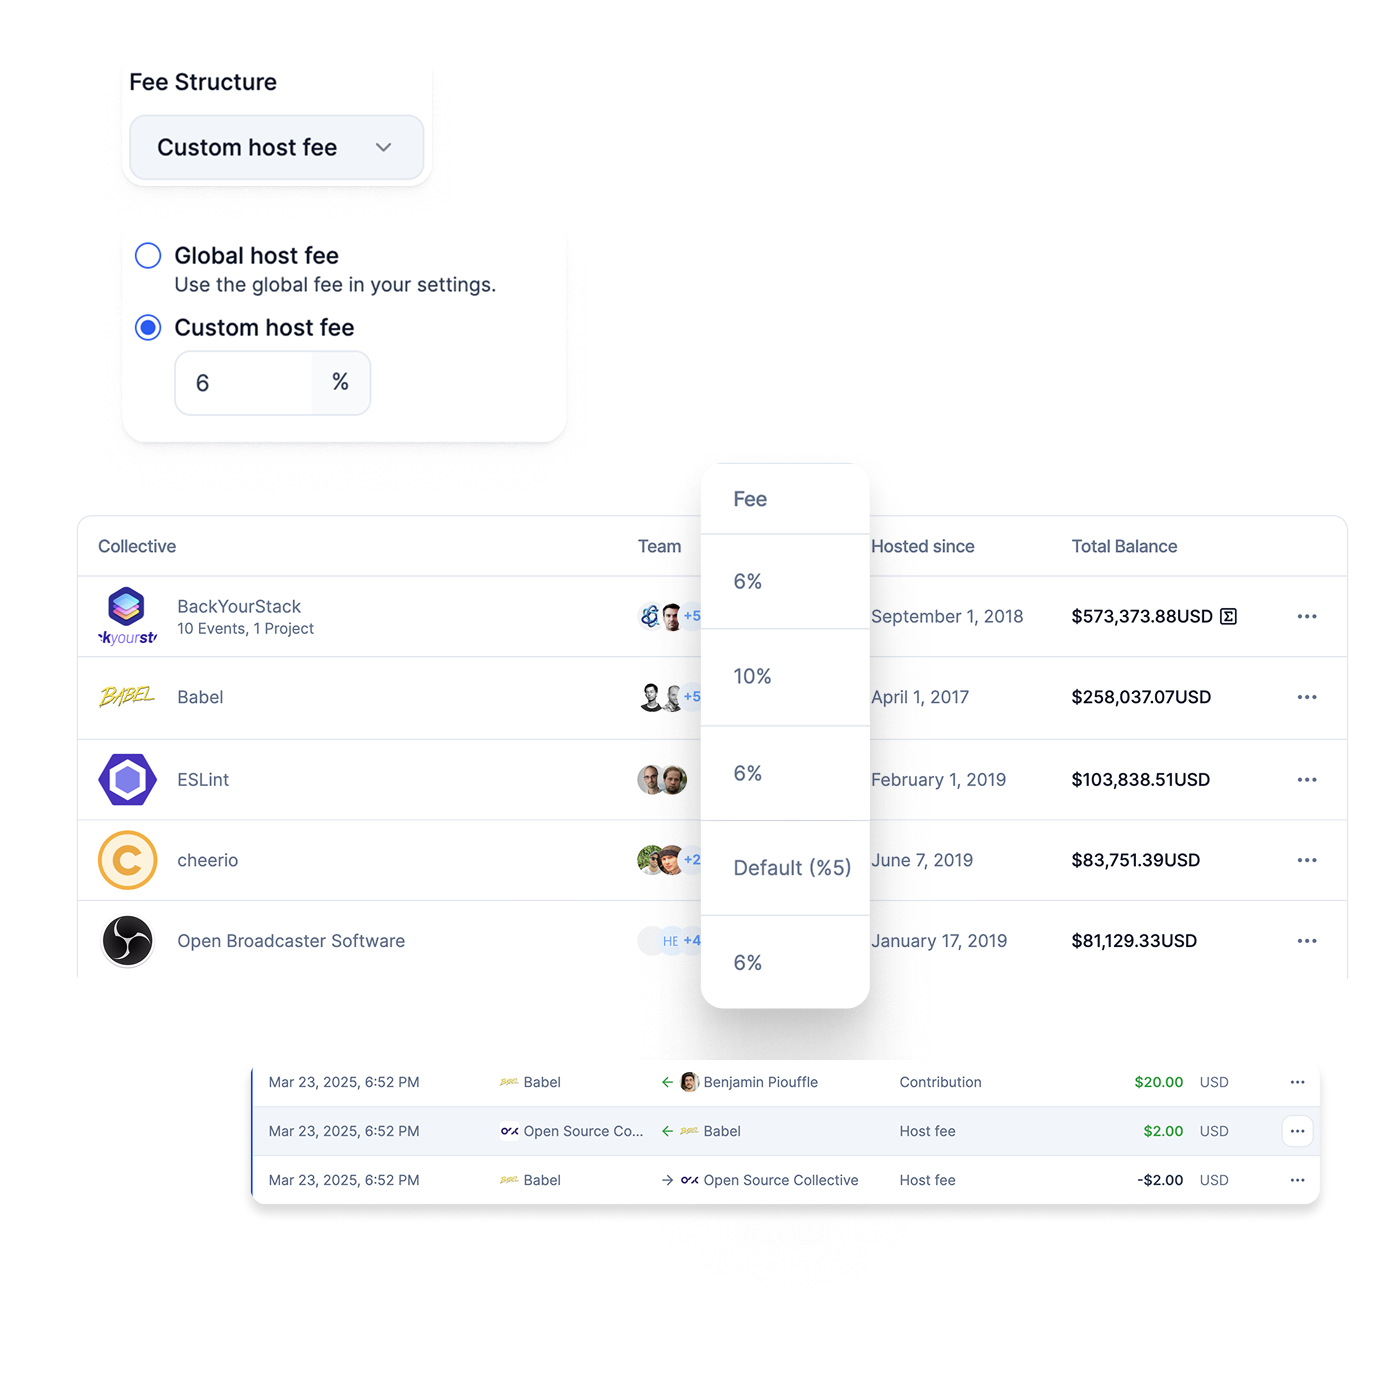 Fee Structure
Custom host fee
Global host fee
Use the global fee in your settings.
Custom host fee
6 %
Collective Team Fee Hosted since Total Balance
BackYourStack
10 Events, 1 Project
kyourst
+5 6% September 1, 2018 $573,373.88USD
BABEL Babel +5 10% April 1, 2017 $258,037.07USD
ESLint 6% February 1, 2019 $103,838.51USD
C cheerio +2 Default (%5) June 7, 2019 $83,751.39USD
Open Broadcaster Software HE +4 6% January 17, 2019 $81,129.33USD
Mar 23, 2025, 6:52 PM BABEL Babel ← Benjamin Piouffle Contribution $20.00 USD
Mar 23, 2025, 6:52 PM Open Source Co... ← BABEL Babel Host fee $2.00 USD
Mar 23, 2025, 6:52 PM BABEL Babel → Open Source Collective Host fee -$2.00 USD